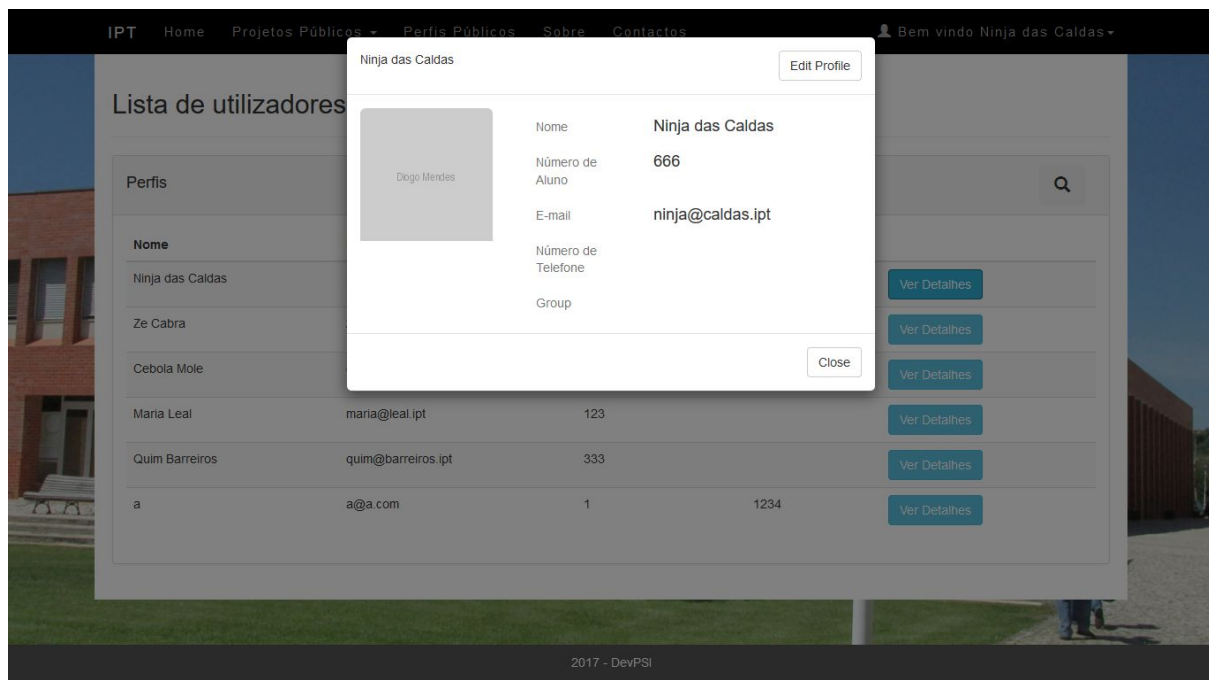 IPT Home Projetos Públicos Perfis Públicos Sobre Contactos Bem vindo Ninja das Caldas
Ninja das Caldas Edit Profile
Lista de utilizadores
Diogo Mendes
Nome Ninja das Caldas
Número de
Aluno
666
E-mail ninja@caldas.ipt
Número de
Telefone
Group
Close
Perfis
Nome
Ninja das Caldas Ver Detalhes
Ze Cabra Ver Detalhes
Cebola Mole Ver Detalhes
Maria Leal maria@leal.ipt 123 Ver Detalhes
Quim Barreiros quim@barreiros.ipt 333 Ver Detalhes
a a@a.com 1 1234 Ver Detalhes
2017 - DevPSI